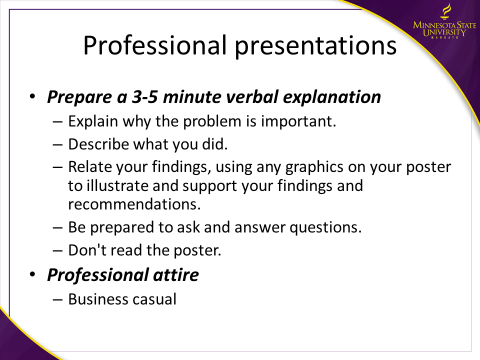 MINNESOTA STATE
UNIVERSITY
MANKATO
Professional presentations
• Prepare a 3-5 minute verbal explanation
– Explain why the problem is important.
– Describe what you did.
– Relate your findings, using any graphics on your poster
to illustrate and support your findings and
recommendations.
– Be prepared to ask and answer questions.
– Don't read the poster.
• Professional attire
– Business casual